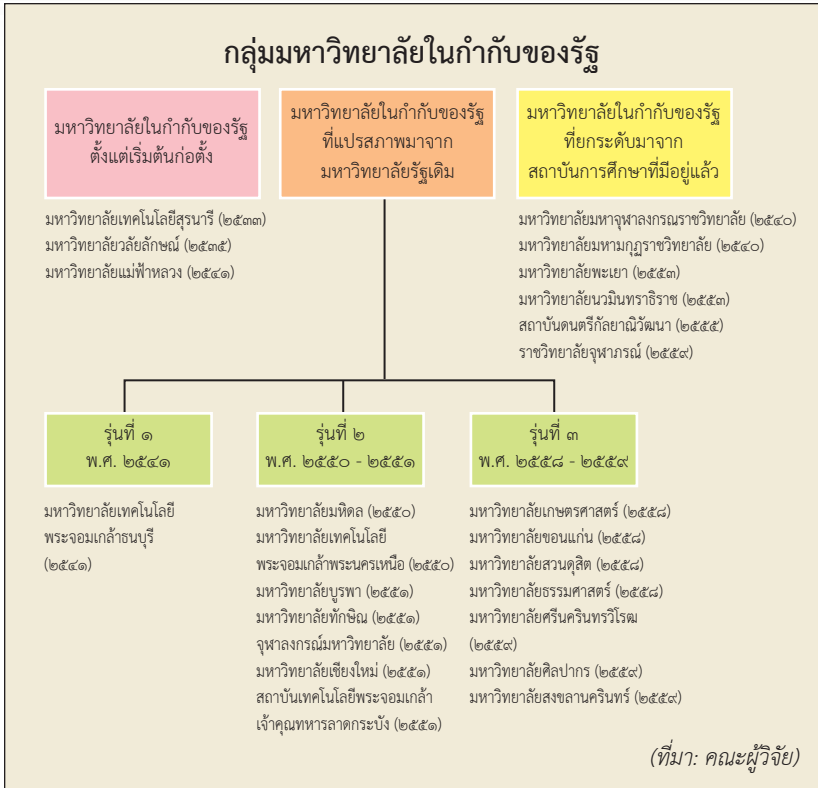 กลุ่มมหาวิทยาลัยในกำกับของรัฐ
มหาวิทยาลัยในกำกับของรัฐ
ตั้งแต่เริ่มต้นก่อตั้ง
มหาวิทยาลัยเทคโนโลยีสุรนารี (๒๕๓๓)
มหาวิทยาลัยวลัยลักษณ์ (๒๕๓๕)
มหาวิทยาลัยแม่ฟ้าหลวง (๒๕๔๑)
มหาวิทยาลัยในกำกับของรัฐ
ที่แปรสภาพมาจาก
มหาวิทยาลัยรัฐเดิม
มหาวิทยาลัยในกำกับของรัฐ
ที่ยกระดับมาจาก
สถาบันการศึกษาที่มีอยู่แล้ว
มหาวิทยาลัยมหาจุฬาลงกรณราชวิทยาลัย (๒๕๔๐)
มหาวิทยาลัยมหามกุฏราชวิทยาลัย (๒๕๔๐)
มหาวิทยาลัยพะเยา (๒๕๕๓)
มหาวิทยาลัยนวมินทราธิราช (๒๕๕๓)
สถาบันดนตรีกัลยาณิวัฒนา (๒๕๕๕)
ราชวิทยาลัยจุฬาภรณ์ (๒๕๕๙)
รุ่นที่ ๑
พ.ศ. ๒๕๔๑
มหาวิทยาลัยเทคโนโลยี
พระจอมเกล้าธนบุรี
(๒๕๔๑)
รุ่นที่ ๒
พ.ศ. ๒๕๕๐ - ๒๕๕๑
มหาวิทยาลัยมหิดล (๒๕๕๐)
มหาวิทยาลัยเทคโนโลยี
พระจอมเกล้าพระนครเหนือ (๒๕๕๐)
มหาวิทยาลัยบูรพา (๒๕๕๑)
มหาวิทยาลัยทักษิณ (๒๕๕๑)
จุฬาลงกรณ์มหาวิทยาลัย (๒๕๕๑)
มหาวิทยาลัยเชียงใหม่ (๒๕๕๑)
สถาบันเทคโนโลยีพระจอมเกล้า
เจ้าคุณทหารลาดกระบัง (๒๕๕๑)
รุ่นที่ ๓
พ.ศ. ๒๕๕๘ - ๒๕๕๙
มหาวิทยาลัยเกษตรศาสตร์ (๒๕๕๘)
มหาวิทยาลัยขอนแก่น (๒๕๕๘)
มหาวิทยาลัยสวนดุสิต (๒๕๕๘)
มหาวิทยาลัยธรรมศาสตร์ (๒๕๕๘)
มหาวิทยาลัยศรีนครินทรวิโรฒ
(๒๕๕๙)
มหาวิทยาลัยศิลปากร (๒๕๕๙)
มหาวิทยาลัยสงขลานครินทร์ (๒๕๕๙)
(ที่มา: คณะผู้วิจัย)